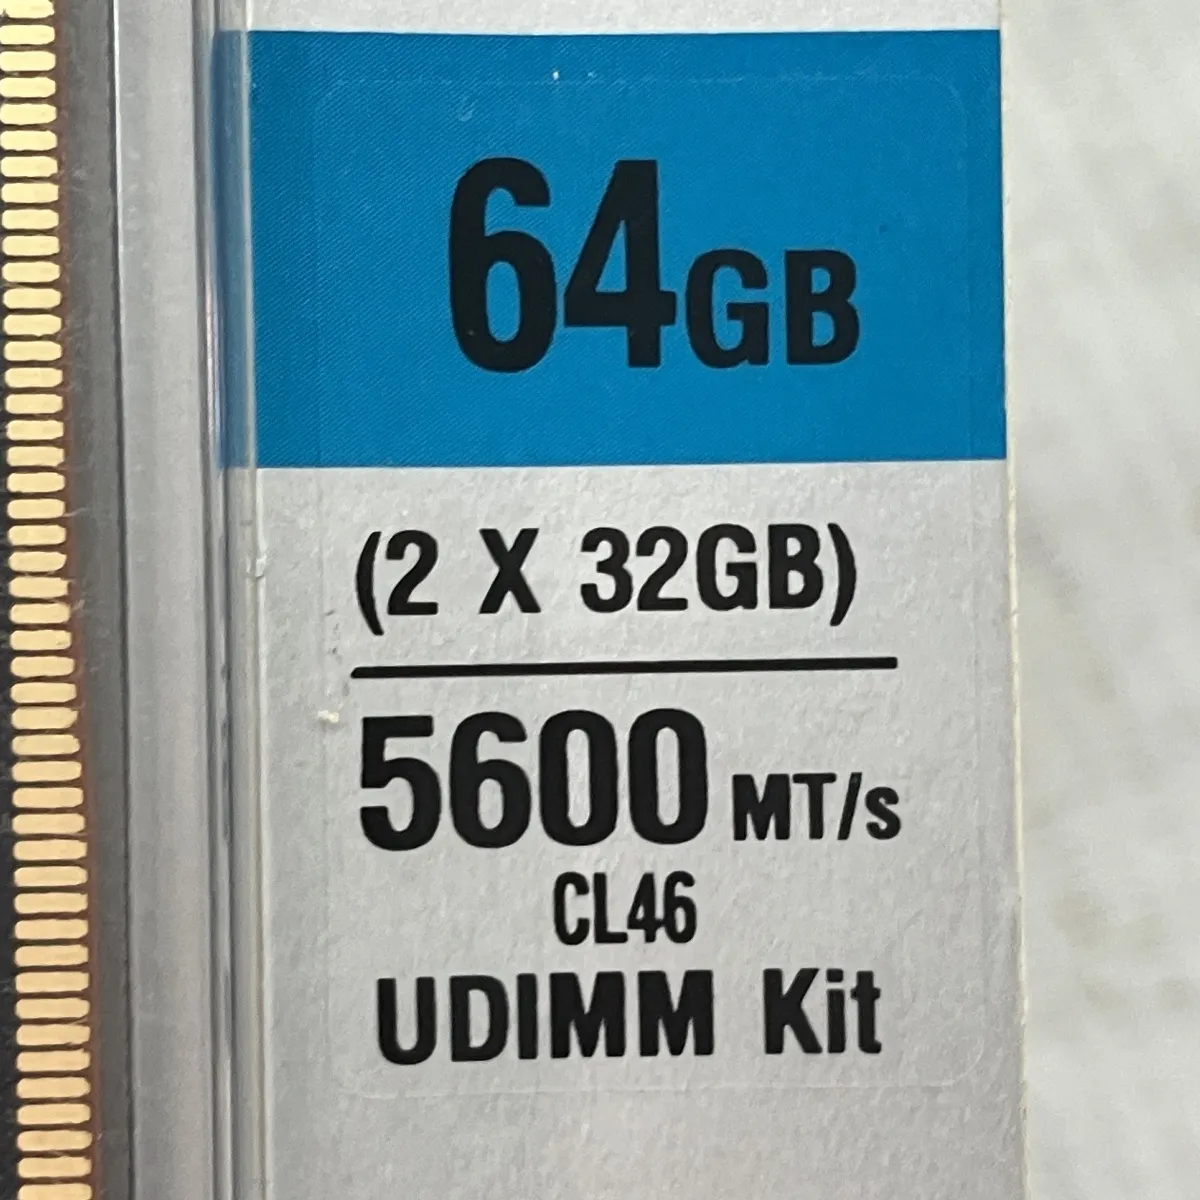 64GB
(2 X 32GB)
5600 MT/s
CL46
UDIMM Kit